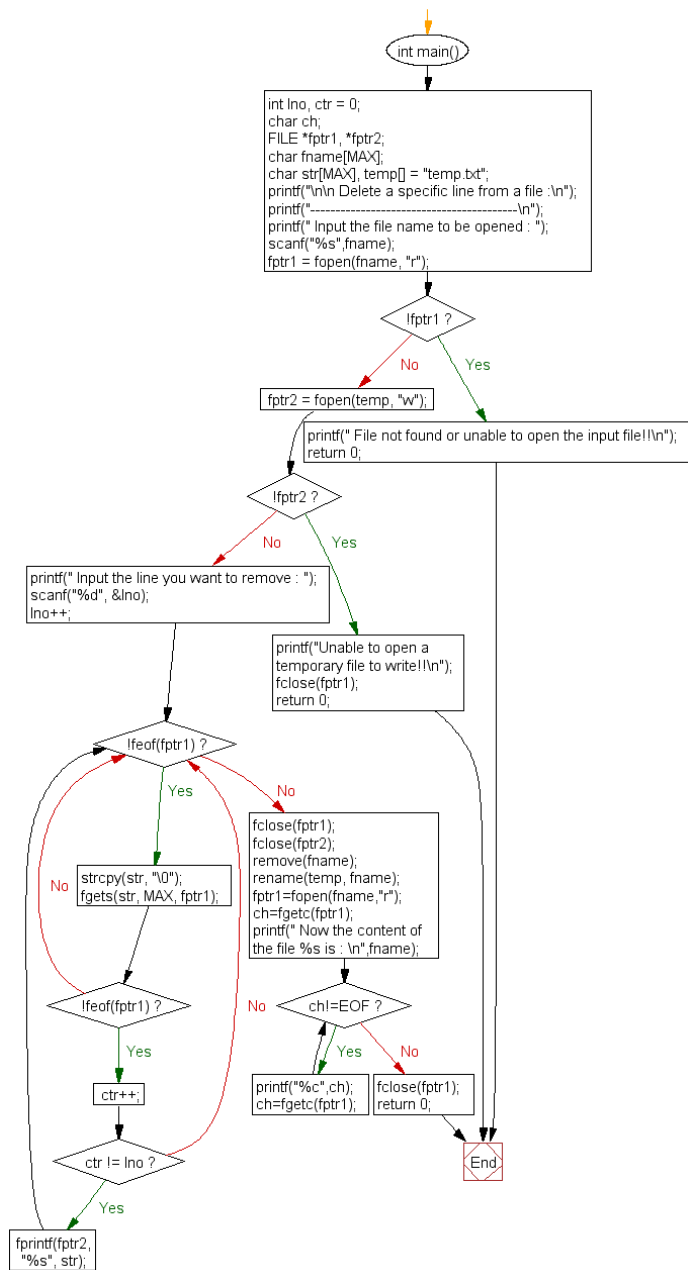 int main()
int lno, ctr = 0;
char ch;
FILE *fptr1, *fptr2;
char fname[MAX];
char str[MAX], temp[] = "temp.txt";
printf("\n\n Delete a specific line from a file :\n");
printf("-----------------------------------------\n");
printf(" Input the file name to be opened : ");
scanf("%s",fname);
fptr1 = fopen(fname, "r");
!fptr1 ?
No
Yes
fptr2 = fopen(temp, "w");
printf(" File not found or unable to open the input file!!\n");
return 0;
!fptr2 ?
No
Yes
printf(" Input the line you want to remove : ");
scanf("%d", &lno);
lno++;
printf("Unable to open a
temporary file to write!!\n");
fclose(fptr1);
return 0;
!feof(fptr1) ?
Yes
No
strcpy(str, "\0");
fgets(str, MAX, fptr1);
fclose(fptr1);
fclose(fptr2);
remove(fname);
rename(temp, fname);
fptr1=fopen(fname,"r");
ch=fgetc(fptr1);
printf(" Now the content of
the file %s is : \n",fname);
No
!feof(fptr1) ?
No
ch!=EOF ?
Yes
Yes
No
ctr++;
printf("%c",ch);
ch=fgetc(fptr1);
fclose(fptr1);
return 0;
ctr != lno ?
End
Yes
fprintf(fptr2,
"%s", str);